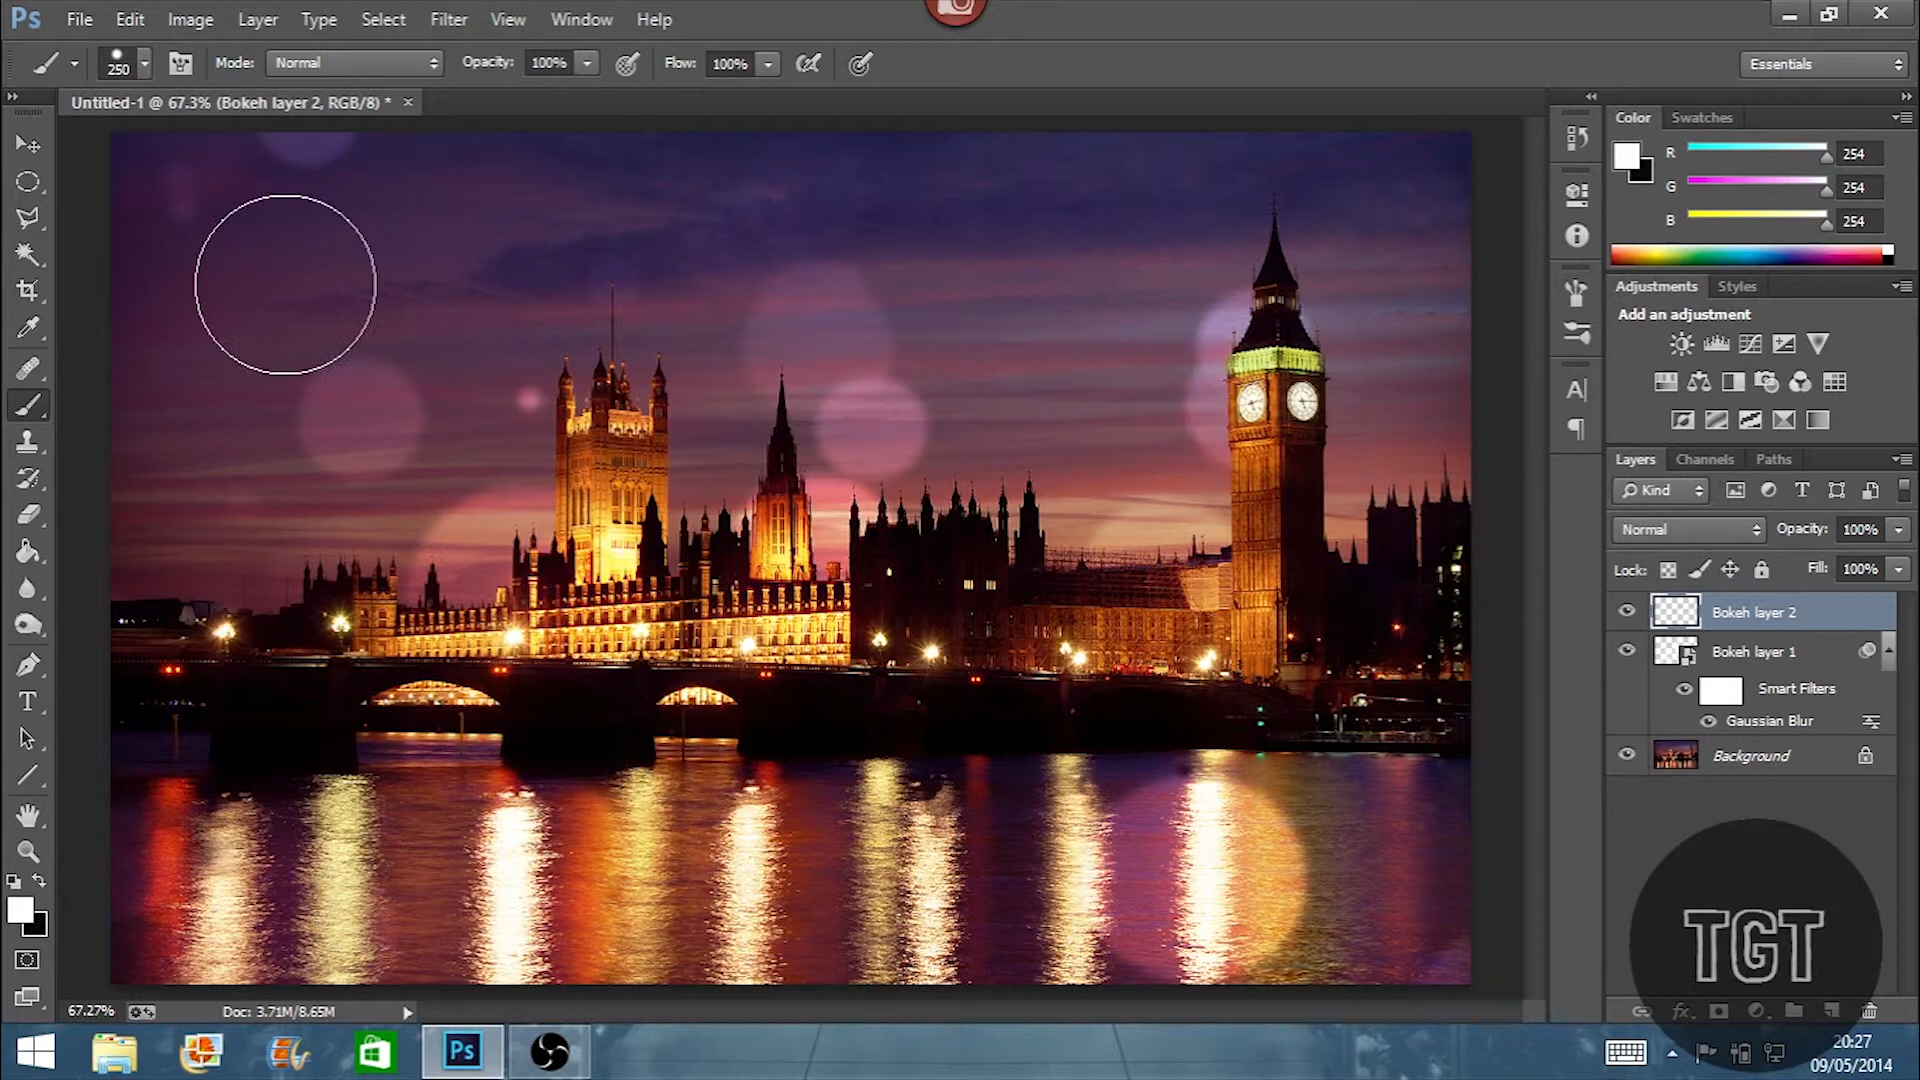 Ps File Edit Image Layer Type Select Filter View Window Help
250 Mode: Normal Opacity: 100% Flow: 100% Essentials
Untitled-1 @ 67.3% (Bokeh layer 2, RGB/8) * ×
Color Swatches
R 254
G 254
B 254
Adjustments Styles
Add an adjustment
Layers Channels Paths
Kind
Normal Opacity: 100%
Lock: Fill: 100%
Bokeh layer 2
Bokeh layer 1
Smart Filters
Gaussian Blur
Background
TGT
67.27% Doc: 3.71M/8.65M
Ps
20:27
09/05/2014